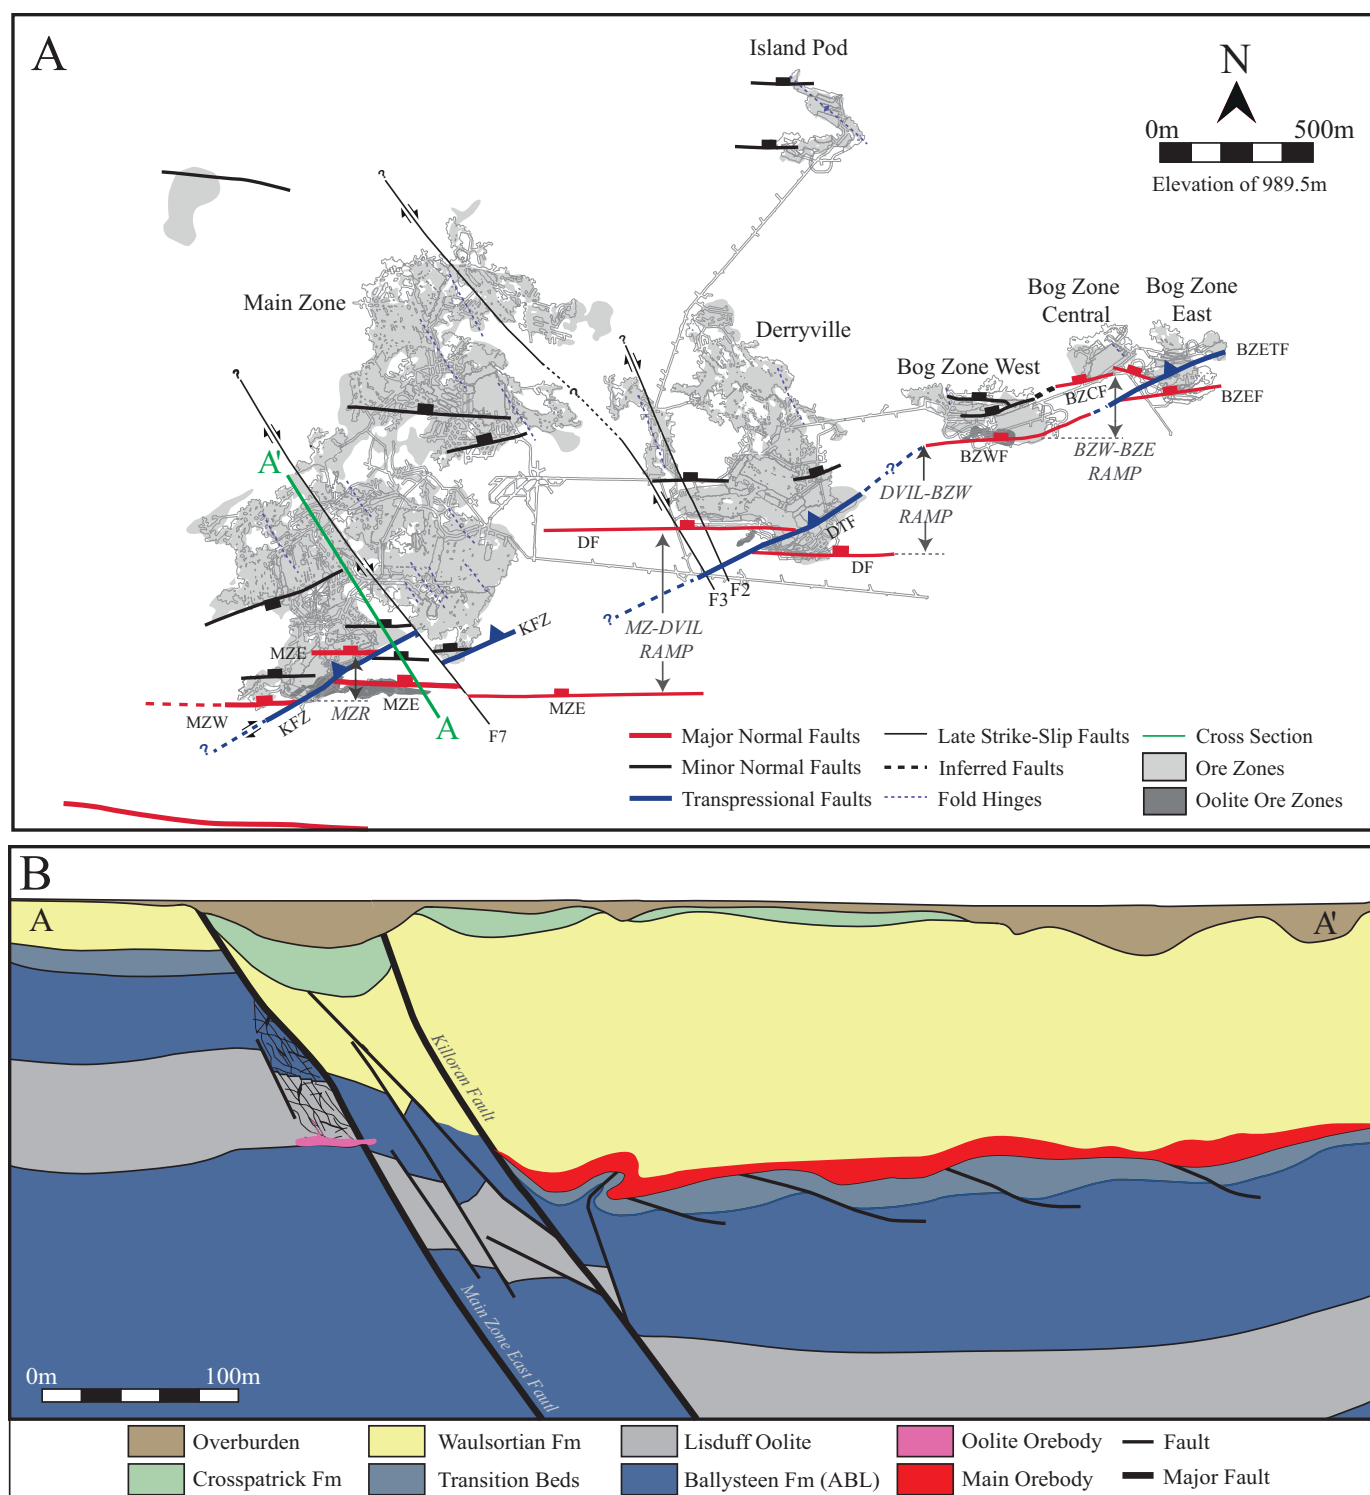 A
Island Pod
N
0m 500m
Elevation of 989.5m
?
Main Zone
?
?
?
Derryville
Bog Zone
Central
Bog Zone
East
Bog Zone West
BZETF
BZCF
BZEF
BZWF
BZW-BZE
RAMP
A'
?
DVIL-BZW
RAMP
DTF
DF
DF
F3
F2
?
MZ-DVIL
RAMP
KFZ
MZE
MZW
KFZ
MZR
MZE
MZE
A
F7
?
Major Normal Faults
Minor Normal Faults
Transpressional Faults
Late Strike-Slip Faults
Inferred Faults
Fold Hinges
Cross Section
Ore Zones
Oolite Ore Zones
B
A
A'
Killoran Fault
Main Zone East Fautl
0m 100m
Overburden
Crosspatrick Fm
Waulsortian Fm
Transition Beds
Lisduff Oolite
Ballysteen Fm (ABL)
Oolite Orebody
Main Orebody
Fault
Major Fault